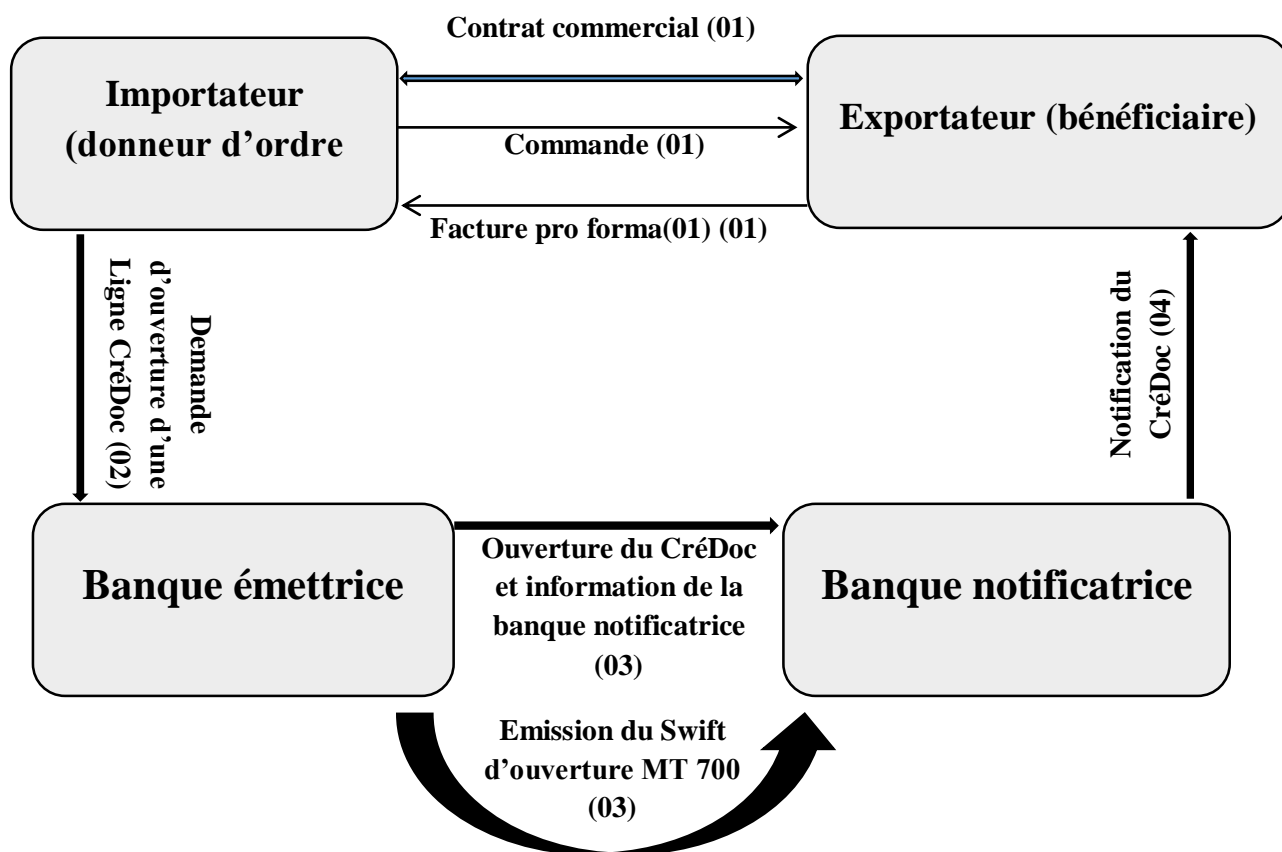 Contrat commercial (01)
Importateur
(donneur d’ordre
Exportateur (bénéficiaire)
Commande (01)
Facture pro forma(01) (01)
Demande
d’ouverture d’une
Ligne CréDoc (02)
Notification du
CréDoc (04)
Banque émettrice
Ouverture du CréDoc
et information de la
banque notificatrice
(03)
Banque notificatrice
Emission du Swift
d’ouverture MT 700
(03)